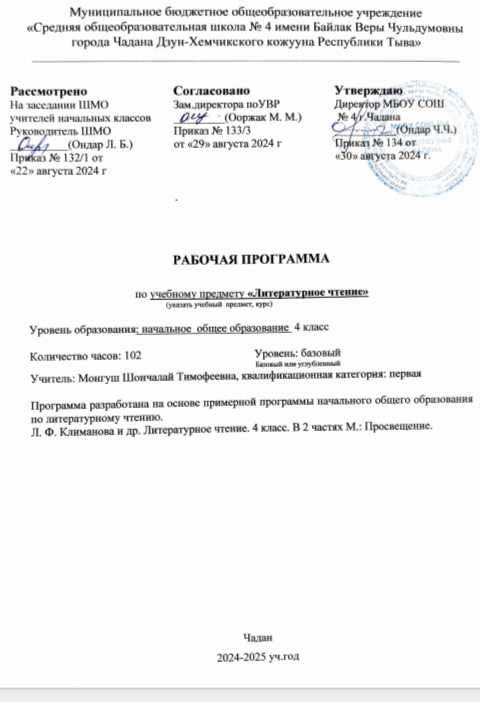 Муниципальное бюджетное общеобразовательное учреждение
«Средняя общеобразовательная школа № 4 имени Байлак Веры Чульдумовны
города Чадана Дзун-Хемчикского кожууна Республики Тыва»
Рассмотрено
На заседании ШМО
учителей начальных классов
Руководитель ШМО
(Ондар Л. Б.)
Приказ № 132/1 от
«22» августа 2024 г
Согласовано
Зам.директора поУВР
(Ооржак М. М.)
Приказ № 133/3
от «29» августа 2024 г
Утверждаю
Директор МБОУ СОШ
№ 4 г.Чадана
(Ондар Ч.Ч.)
Приказ № 134 от
«30» августа 2024 г.
РАБОЧАЯ ПРОГРАММА
по учебному предмету «Литературное чтение»
(указать учебный предмет, курс)
Уровень образования: начальное общее образование 4 класс
Количество часов: 102 Уровень: базовый
Базовый или углубленный
Учитель: Монгуш Шончалай Тимофеевна, квалификационная категория: первая
Программа разработана на основе примерной программы начального общего образования
по литературному чтению.
Л. Ф. Климанова и др. Литературное чтение. 4 класс. В 2 частях М.: Просвещение.
Чадан
2024-2025 уч.год